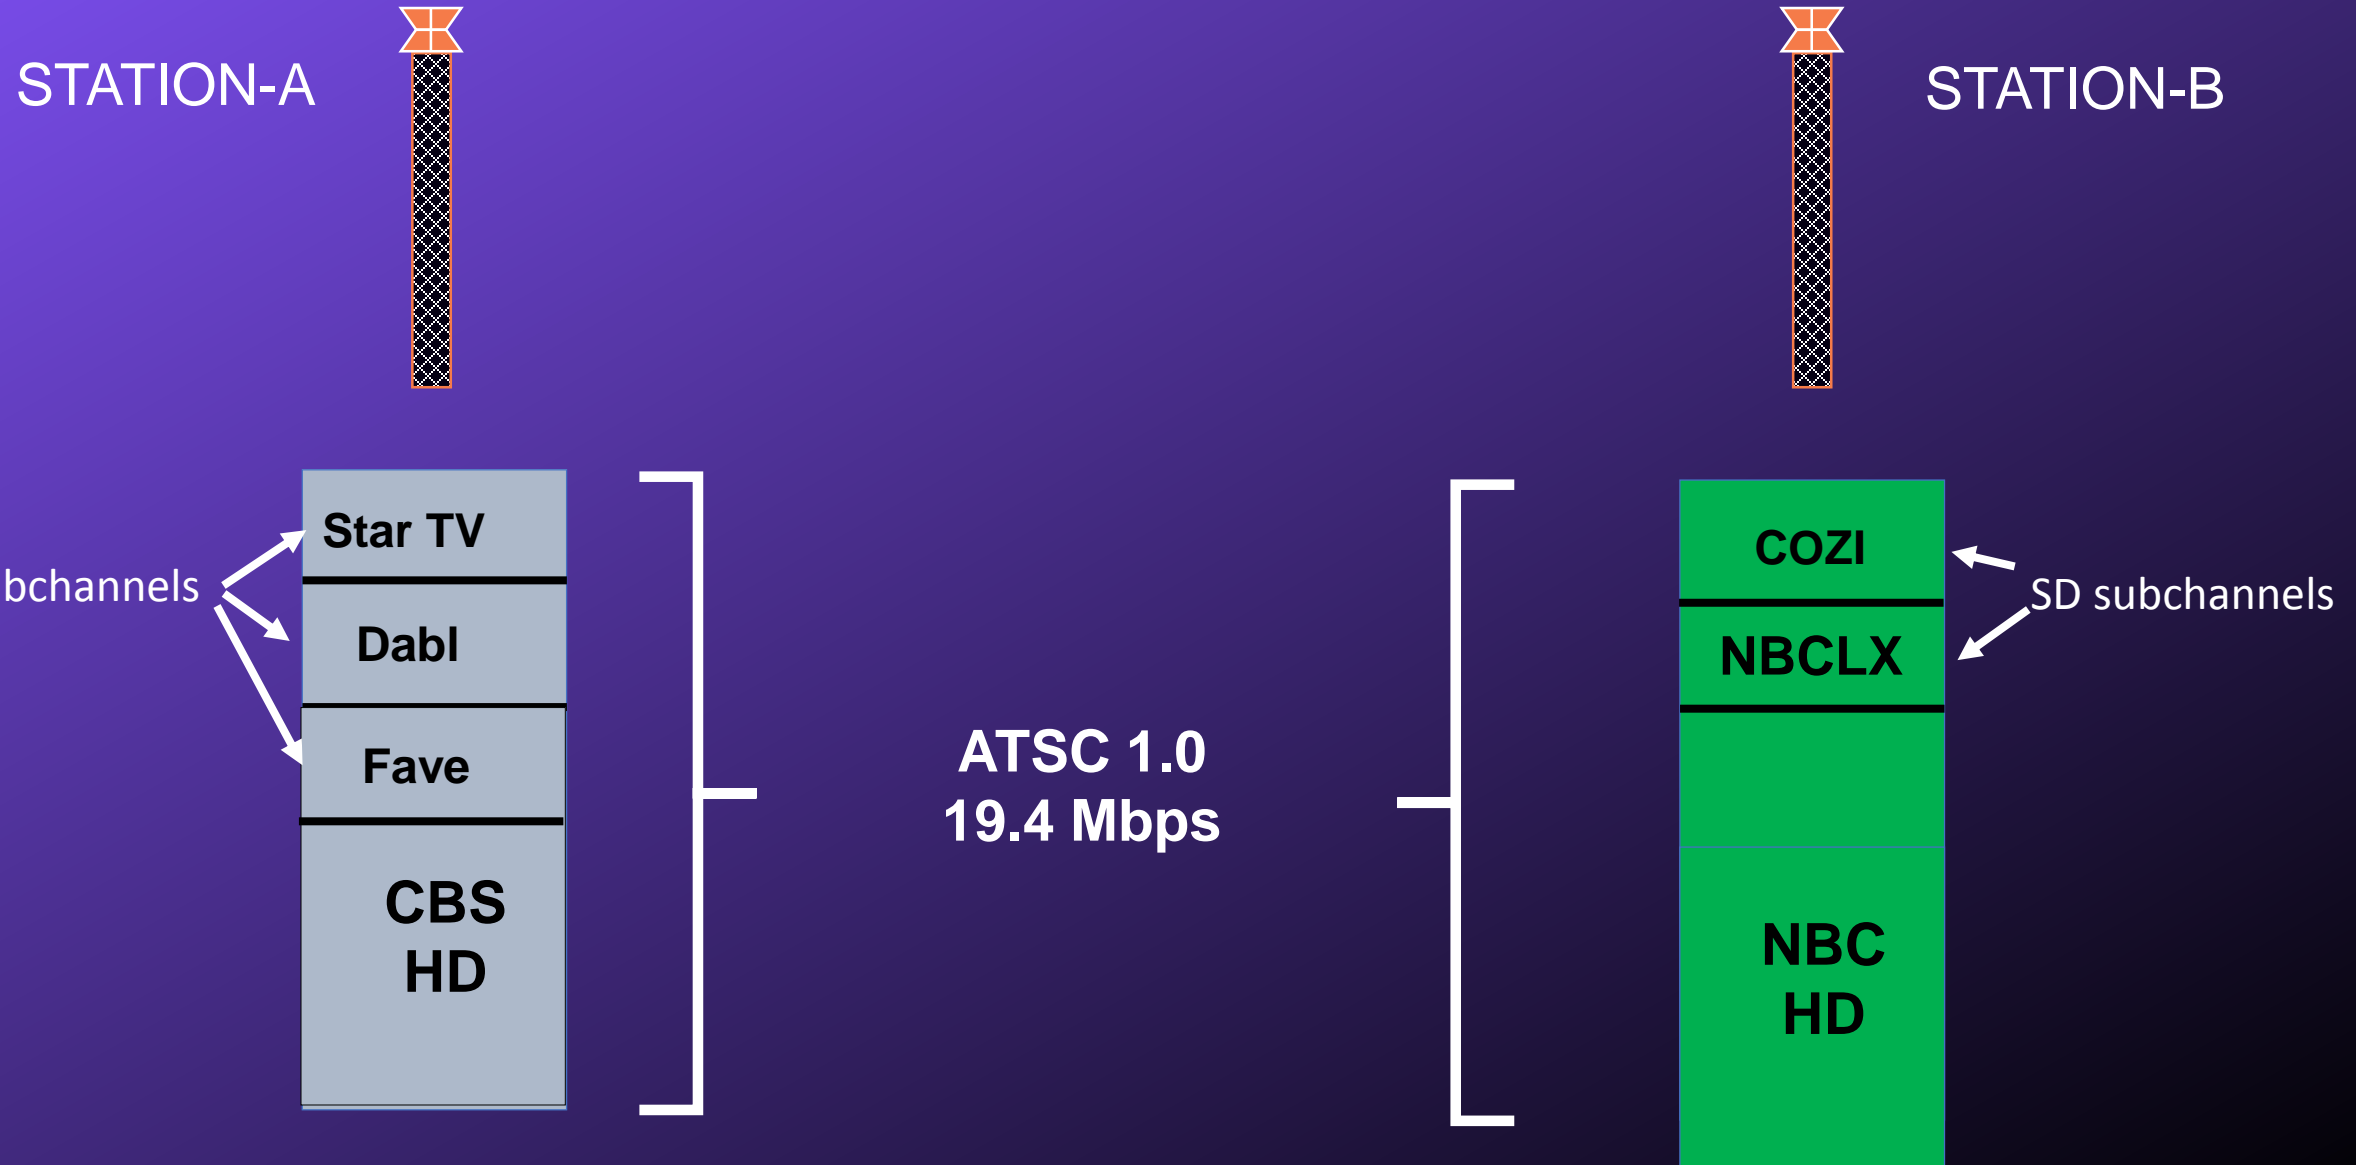 STATION-A
STATION-B
Star TV
bchannels
Dabl
Fave
CBS
HD
ATSC 1.0
19.4 Mbps
COZI
SD subchannels
NBCLX
NBC
HD